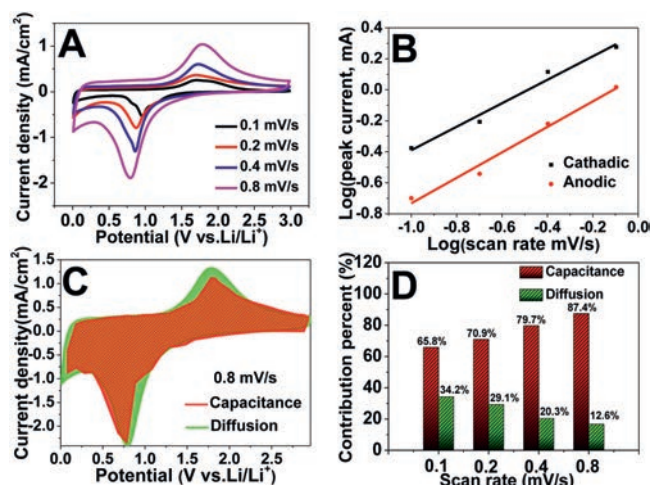 A
Current density (mA/cm²)
1
0
-1
-2
0.1 mV/s
0.2 mV/s
0.4 mV/s
0.8 mV/s
0.0 0.5 1.0 1.5 2.0 2.5 3.0
Potential (V vs.Li/Li⁺)
B
Log(peak current, mA)
0.4
0.0
-0.4
-0.8
Cathadic
Anodic
-1.0 -0.8 -0.6 -0.4 -0.2 0.0
Log(scan rate mV/s)
C
Current density(mA/cm²)
1.5
1.0
0.5
0.0
-0.5
-1.0
-1.5
-2.0
0.8 mV/s
Capacitance
Diffusion
0.0 0.5 1.0 1.5 2.0 2.5
Potential (V vs.Li/Li⁺)
D
Contribution percent (%)
120
100
80
60
40
20
0
Capacitance
Diffusion
65.8%
34.2%
70.9%
29.1%
79.7%
20.3%
87.4%
12.6%
0.1 0.2 0.4 0.8
Scan rate (mV/s)